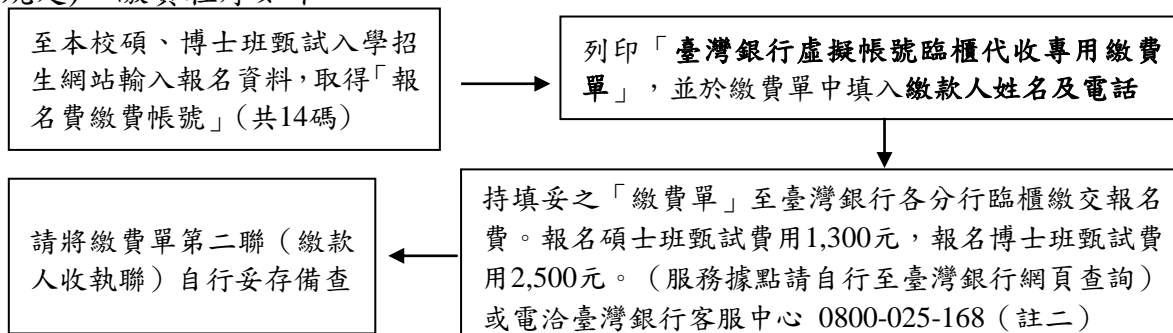 至本校碩、博士班甄試入學招
生網站輸入報名資料，取得「報
名費繳費帳號」（共14碼）
列印「臺灣銀行虛擬帳號臨櫃代收專用繳費
單」，並於繳費單中填入繳款人姓名及電話
持填妥之「繳費單」至臺灣銀行各分行臨櫃繳交報名
費。報名碩士班甄試費用1,300元，報名博士班甄試費
用2,500元。（服務據點請自行至臺灣銀行網頁查詢）
或電洽臺灣銀行客服中心 0800-025-168（註二）
請將繳費單第二聯（繳款
人收執聯）自行妥存備查